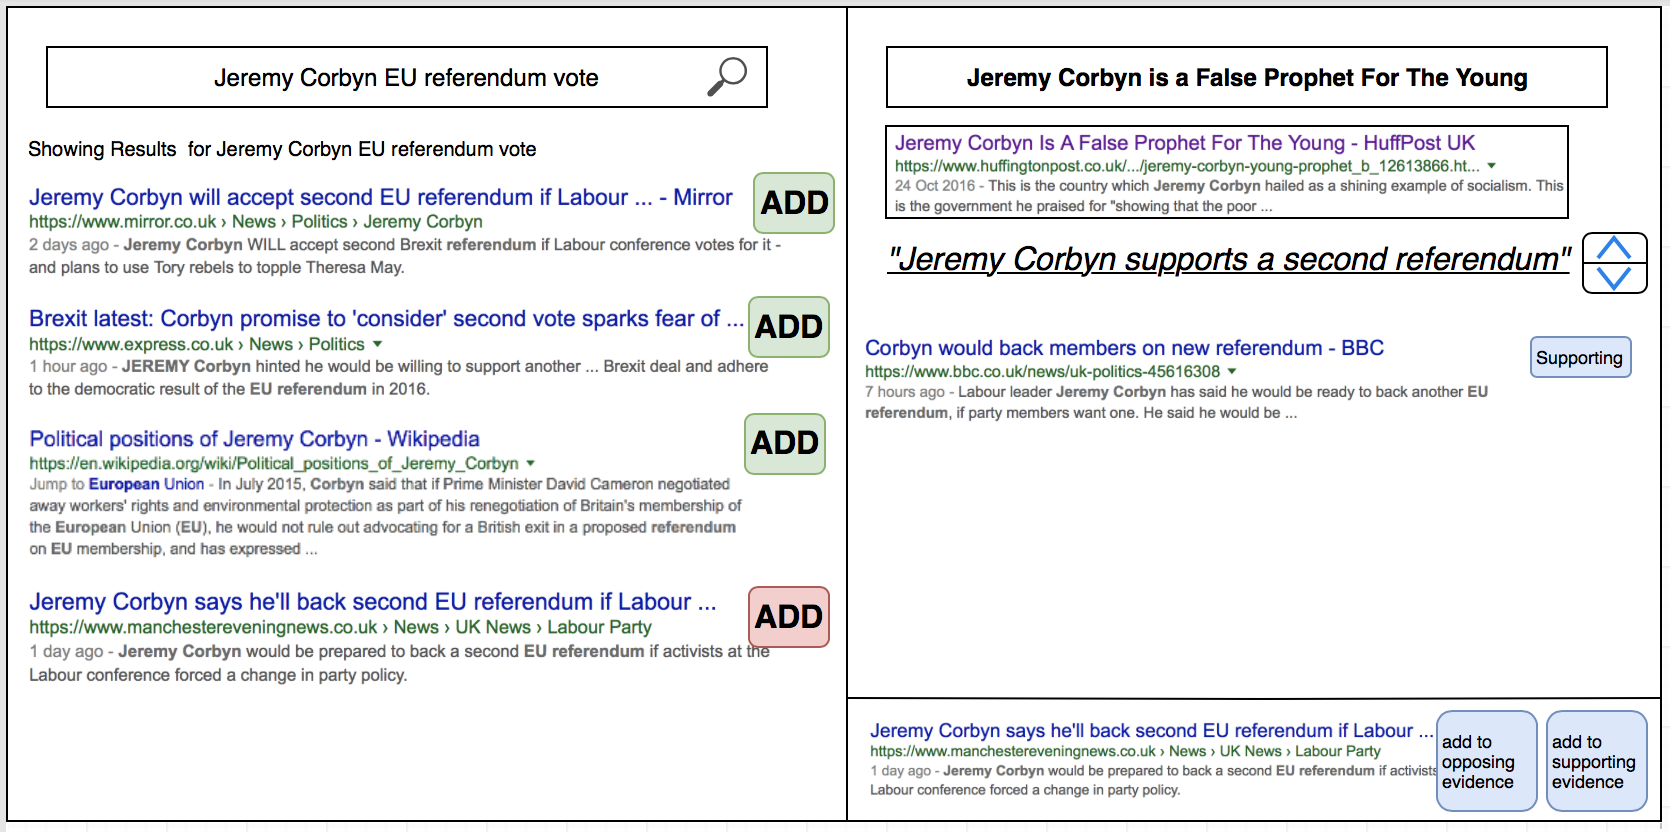 Jeremy Corbyn EU referendum vote
Showing Results for Jeremy Corbyn EU referendum vote
Jeremy Corbyn will accept second EU referendum if Labour ... - Mirror
ADD
https://www.mirror.co.uk › News › Politics › Jeremy Corbyn
2 days ago - Jeremy Corbyn WILL accept second Brexit referendum if Labour conference votes for it -
and plans to use Tory rebels to topple Theresa May.
Brexit latest: Corbyn promise to 'consider' second vote sparks fear of ...
ADD
https://www.express.co.uk › News › Politics
1 hour ago - JEREMY Corbyn hinted he would be willing to support another ... Brexit deal and adhere
to the democratic result of the EU referendum in 2016.
Political positions of Jeremy Corbyn - Wikipedia
ADD
https://en.wikipedia.org/wiki/Political_positions_of_Jeremy_Corbyn
Jump to European Union - In July 2015, Corbyn said that if Prime Minister David Cameron negotiated
away workers' rights and environmental protection as part of his renegotiation of Britain's membership of
the European Union (EU), he would not rule out advocating for a British exit in a proposed referendum
on EU membership, and has expressed ...
Jeremy Corbyn says he'll back second EU referendum if Labour ...
ADD
https://www.manchestereveningnews.co.uk › News › UK News › Labour Party
1 day ago - Jeremy Corbyn would be prepared to back a second EU referendum if activists at the
Labour conference forced a change in party policy.
Jeremy Corbyn is a False Prophet For The Young
Jeremy Corbyn Is A False Prophet For The Young - HuffPost UK
https://www.huffingtonpost.co.uk/.../jeremy-corbyn-young-prophet_b_12613866.ht...
24 Oct 2016 - This is the country which Jeremy Corbyn hailed as a shining example of socialism. This
is the government he praised for "showing that the poor ...
"Jeremy Corbyn supports a second referendum"
Corbyn would back members on new referendum - BBC
Supporting
https://www.bbc.co.uk/news/uk-politics-45616308
7 hours ago - Labour leader Jeremy Corbyn has said he would be ready to back another EU
referendum, if party members want one. He said he would be ...
Jeremy Corbyn says he'll back second EU referendum if Labour ...
https://www.manchestereveningnews.co.uk › News › UK News › Labour Party
1 day ago - Jeremy Corbyn would be prepared to back a second EU referendum if activists
Labour conference forced a change in party policy.
add to
opposing
evidence
add to
supporting
evidence